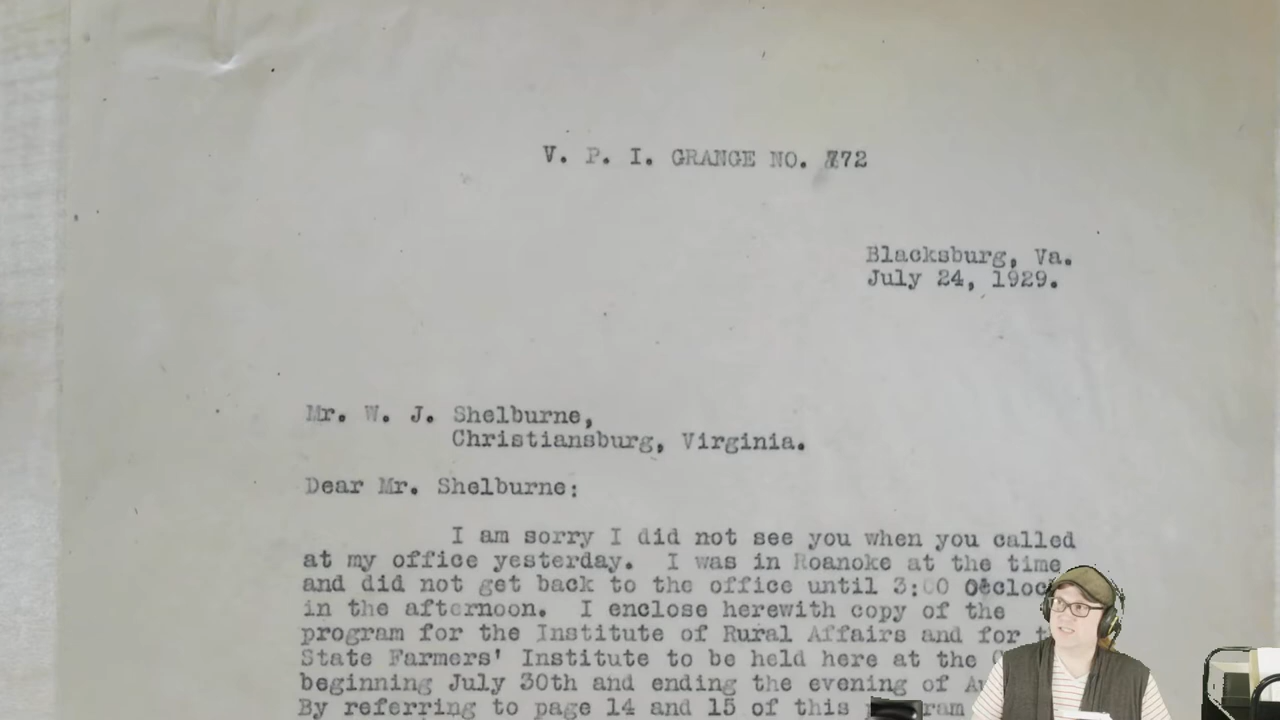 V. P. I. GRANGE NO. 772
Blacksburg, Va.
July 24, 1929.
Mr. W. J. Shelburne,
Christiansburg, Virginia.
Dear Mr. Shelburne:
I am sorry I did not see you when you called
at my office yesterday. I was in Roanoke at the time
and did not get back to the office until 3:00
in the afternoon. I enclose herewith copy of the
program for the Institute of Rural Affairs and for
State Farmers' Institute to be held here at the
beginning July 30th and ending the evening of
By referring to page 14 and 15 of this